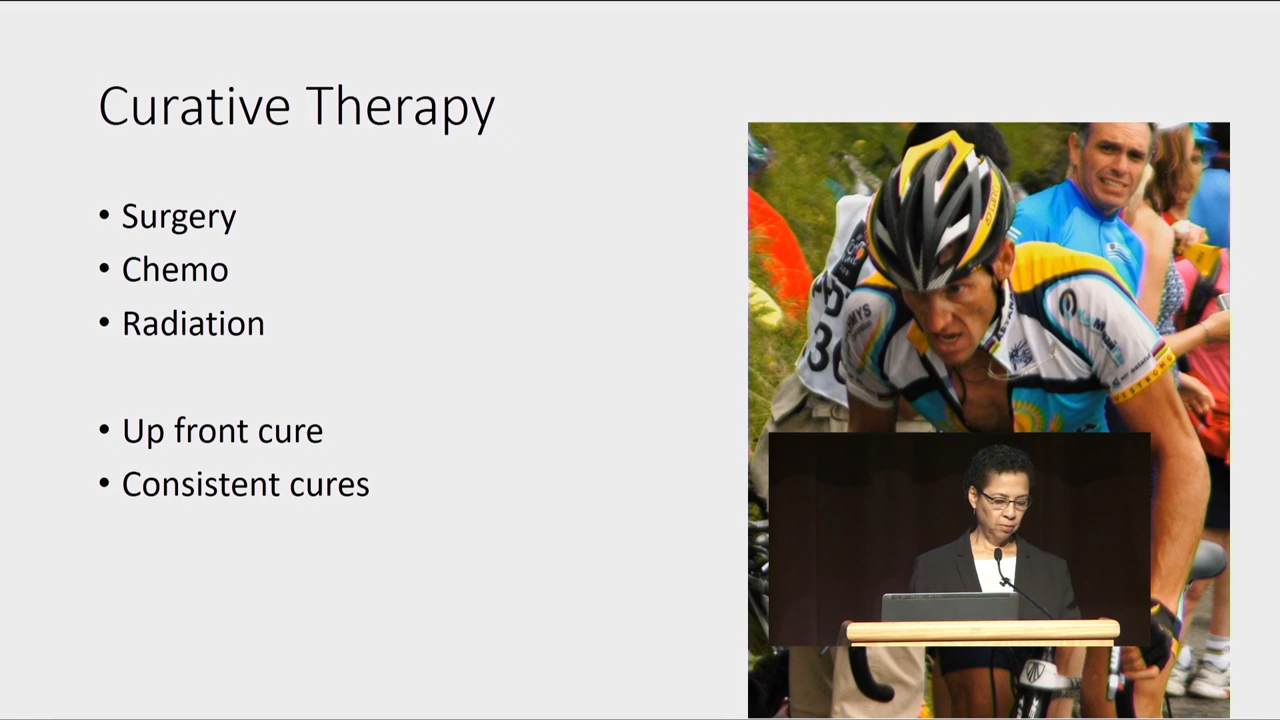 Curative Therapy
• Surgery
• Chemo
• Radiation
• Up front cure
• Consistent cures